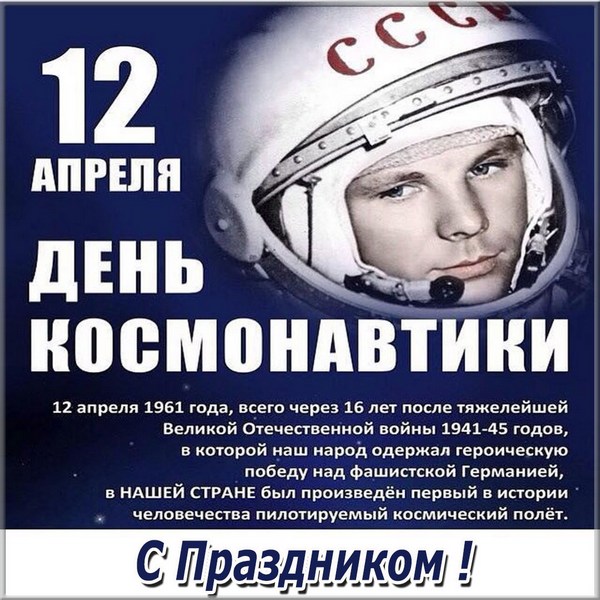 СССР
12
АПРЕЛЯ
ДЕНЬ
КОСМОНАВТИКИ
12 апреля 1961 года, всего через 16 лет после тяжелейшей
Великой Отечественной войны 1941-45 годов,
в которой наш народ одержал героическую
победу над фашистской Германией,
в НАШЕЙ СТРАНЕ был произведён первый в истории
человечества пилотируемый космический полёт.
С Праздником !